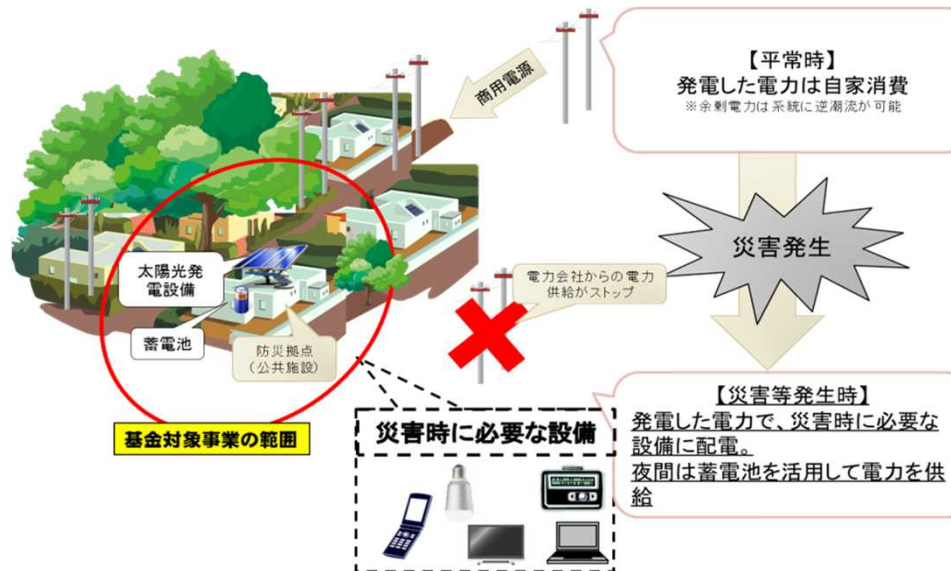 商用電源
【平常時】
発電した電力は自家消費
※余剰電力は系統に逆潮流が可能
災害発生
太陽光発
電設備
蓄電池
防災拠点
(公共施設)
電力会社からの電力
供給がストップ
基金対象事業の範囲
災害時に必要な設備
【災害等発生時】
発電した電力で、災害時に必要な
設備に配電。
夜間は蓄電池を活用して電力を供
給